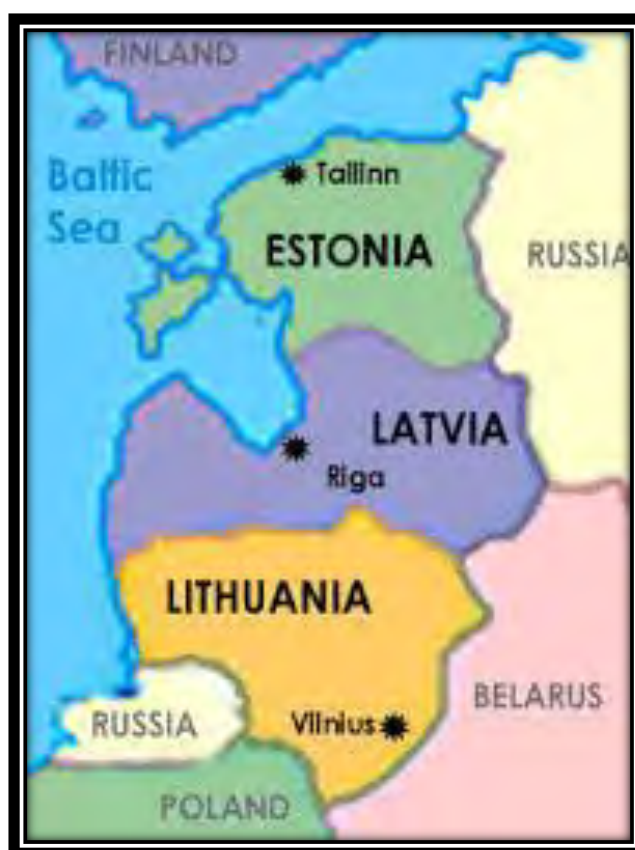 FINLAND
Baltic
Sea
Tallinn
ESTONIA
RUSSIA
LATVIA
Riga
LITHUANIA
BELARUS
RUSSIA
Vilnius
POLAND